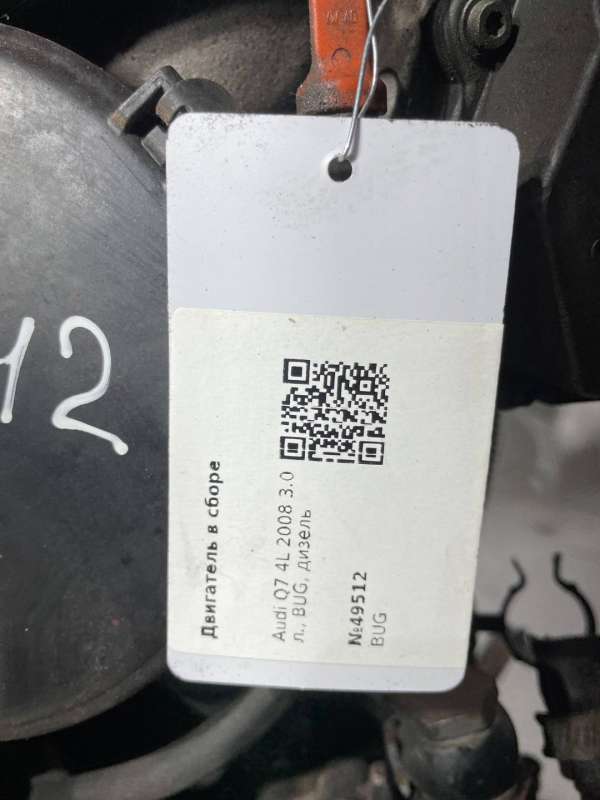 Двигатель в сборе
Audi Q7 4L 2008 3.0
л., BUG, дизель
№49512
BUG
12